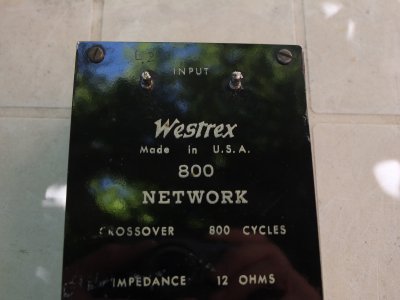 INPUT
Westrex
Made in U.S.A.
800
NETWORK
CROSSOVER 800 CYCLES
IMPEDANCE 12 OHMS